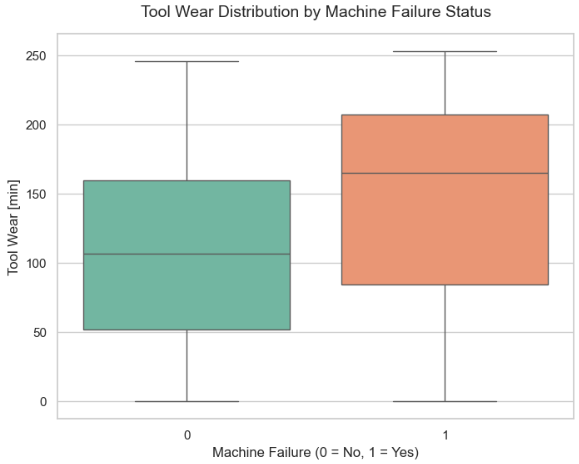 Tool Wear Distribution by Machine Failure Status
Tool Wear [min]
250
200
150
100
50
0
0 1
Machine Failure (0 = No, 1 = Yes)